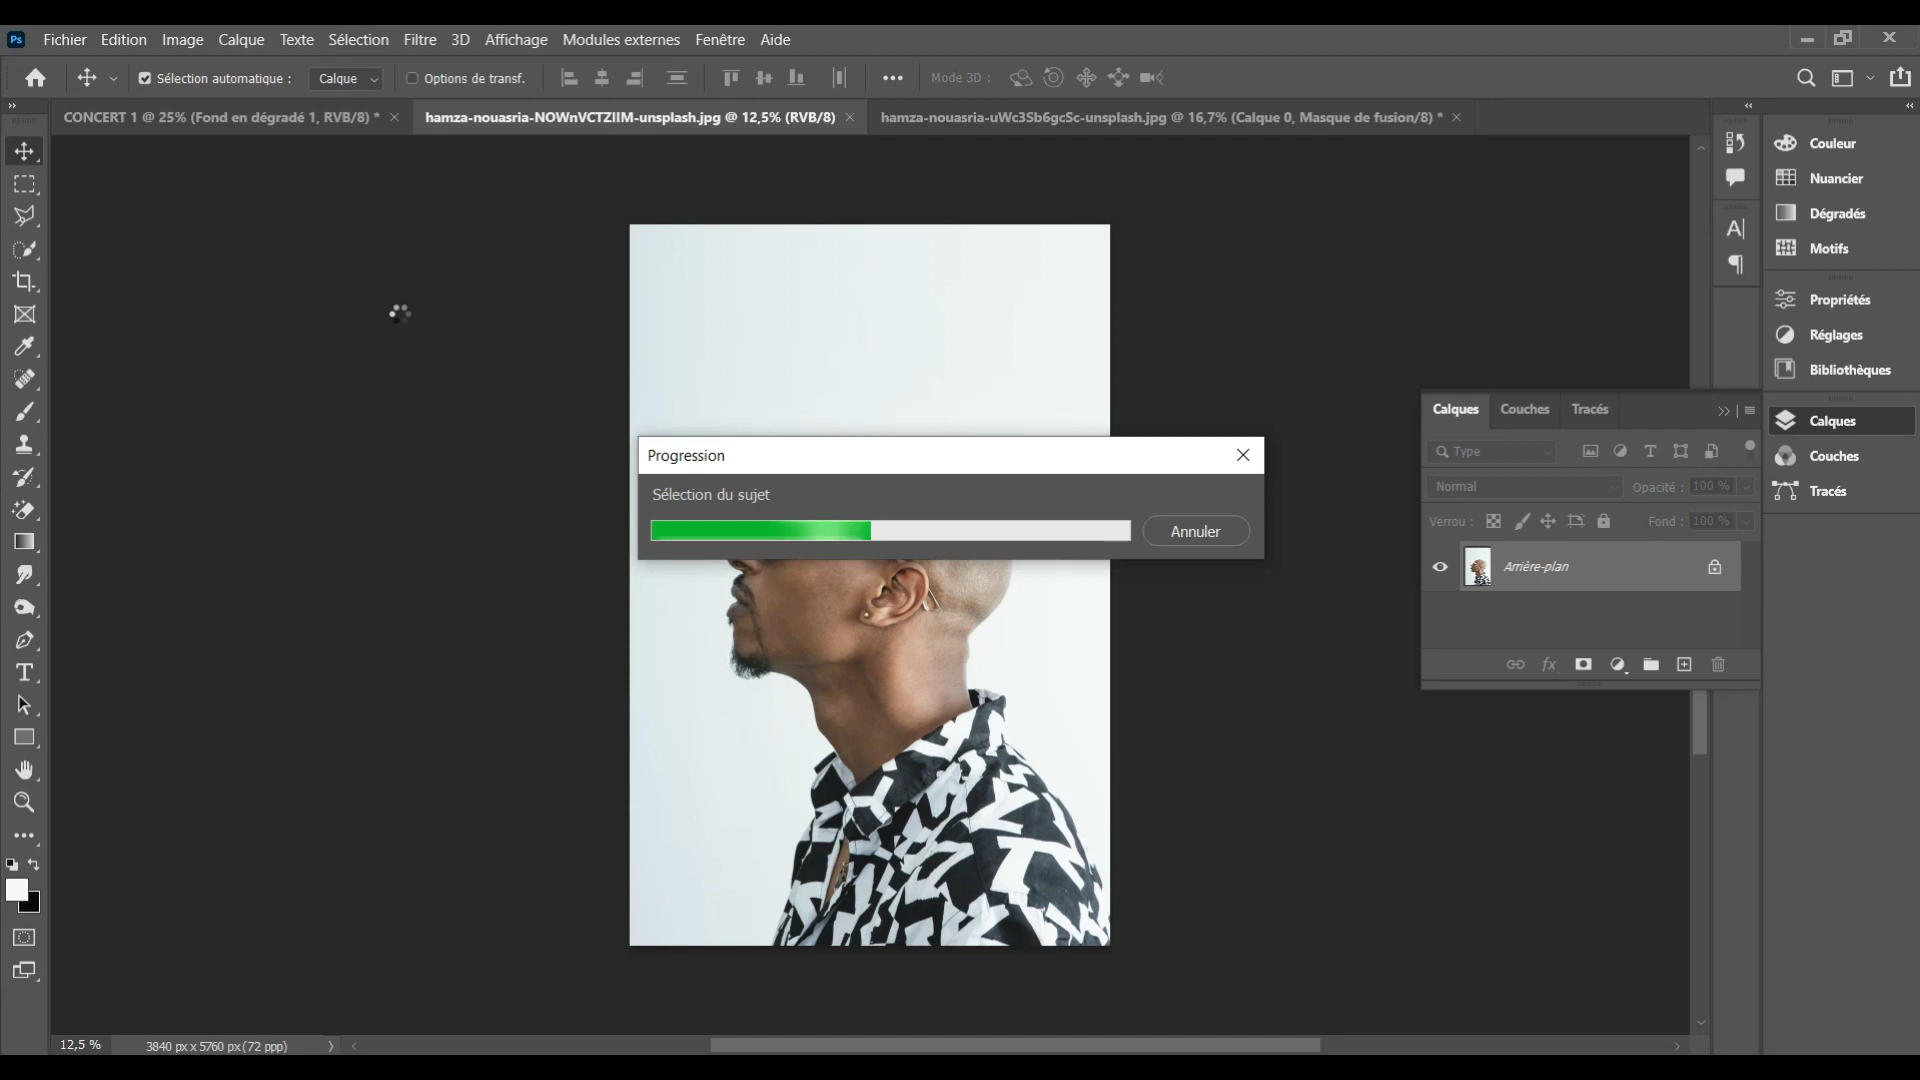 Ps Fichier Edition Image Calque Texte Sélection Filtre 3D Affichage Modules externes Fenêtre Aide
Sélection automatique : Calque Options de transf. Mode 3D :
CONCERT 1 @ 25% (Fond en dégradé 1, RVB/8) * hamza-nouasria-NOWnVCTZIIM-unsplash.jpg @ 12,5% (RVB/8) hamza-nouasria-uWc3Sb6gcSc-unsplash.jpg @ 16,7% (Calque 0, Masque de fusion/8) *
Couleur
Nuancier
Dégradés
Motifs
Propriétés
Réglages
Bibliothèques
Calques
Couches
Tracés
Calques Couches Tracés
Type
Normal Opacité : 100 %
Verrou : Fond : 100 %
Arrière-plan
fx
Progression
Sélection du sujet
Annuler
12,5 % 3840 px x 5760 px (72 ppp)